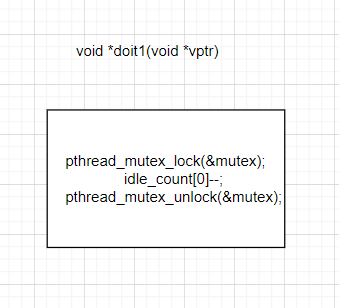 void *doit1(void *vptr)
pthread_mutex_lock(&mutex);
idle_count[0]--;
pthread_mutex_unlock(&mutex);